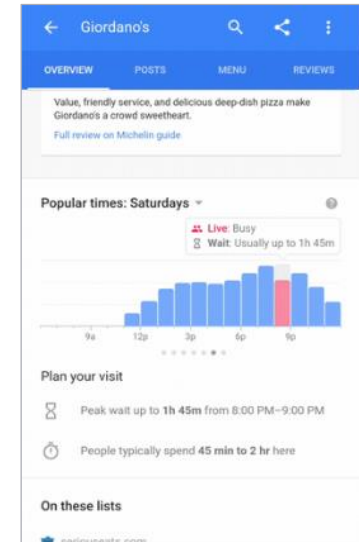 Giordano's
OVERVIEW POSTS MENU REVIEWS
Value, friendly service, and delicious deep-dish pizza make
Giordano's a crowd sweetheart.
Full review on Michelin guide
Popular times: Saturdays
Live: Busy
Wait: Usually up to 1h 45m
9a 12p 3p 6p 9p
Plan your visit
Peak wait up to 1h 45m from 8:00 PM–9:00 PM
People typically spend 45 min to 2 hr here
On these lists